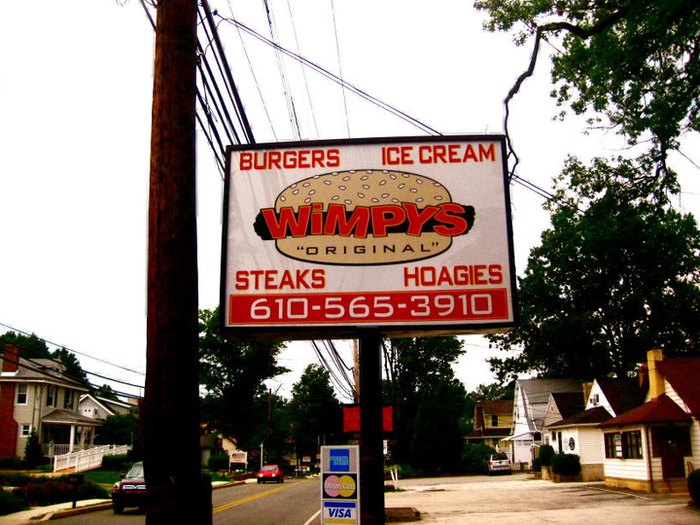 BURGERS ICE CREAM
WiMPYS
"ORIGINAL"
STEAKS HOAGIES
610-565-3910
MasterCard
VISA